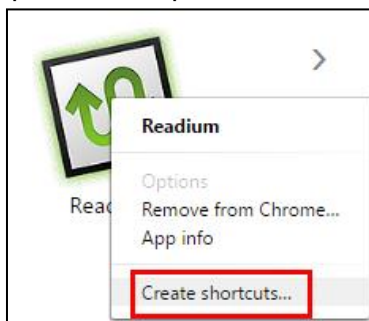 Readium
Options
Remove from Chrome...
App info
Create shortcuts...